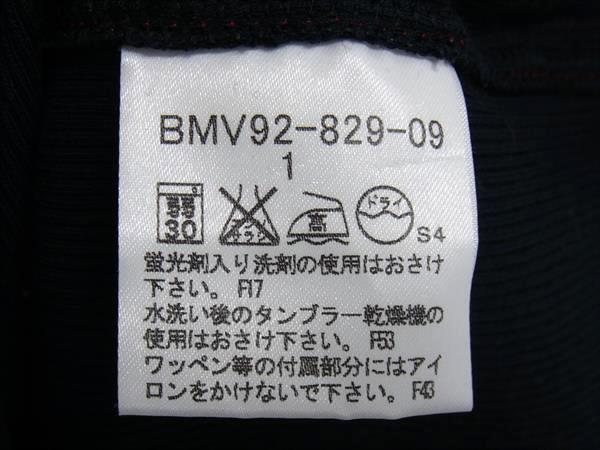 BMV92-829-09
1
弱 30 エンソ サラシ 高 ドライ S4
蛍光剤入り洗剤の使用はおさけ
下さい。 F17
水洗い後のタンブラー乾燥機の
使用はおさけ下さい。 F53
ワッペン等の付属部分にはアイ
ロンをかけないで下さい。 F43